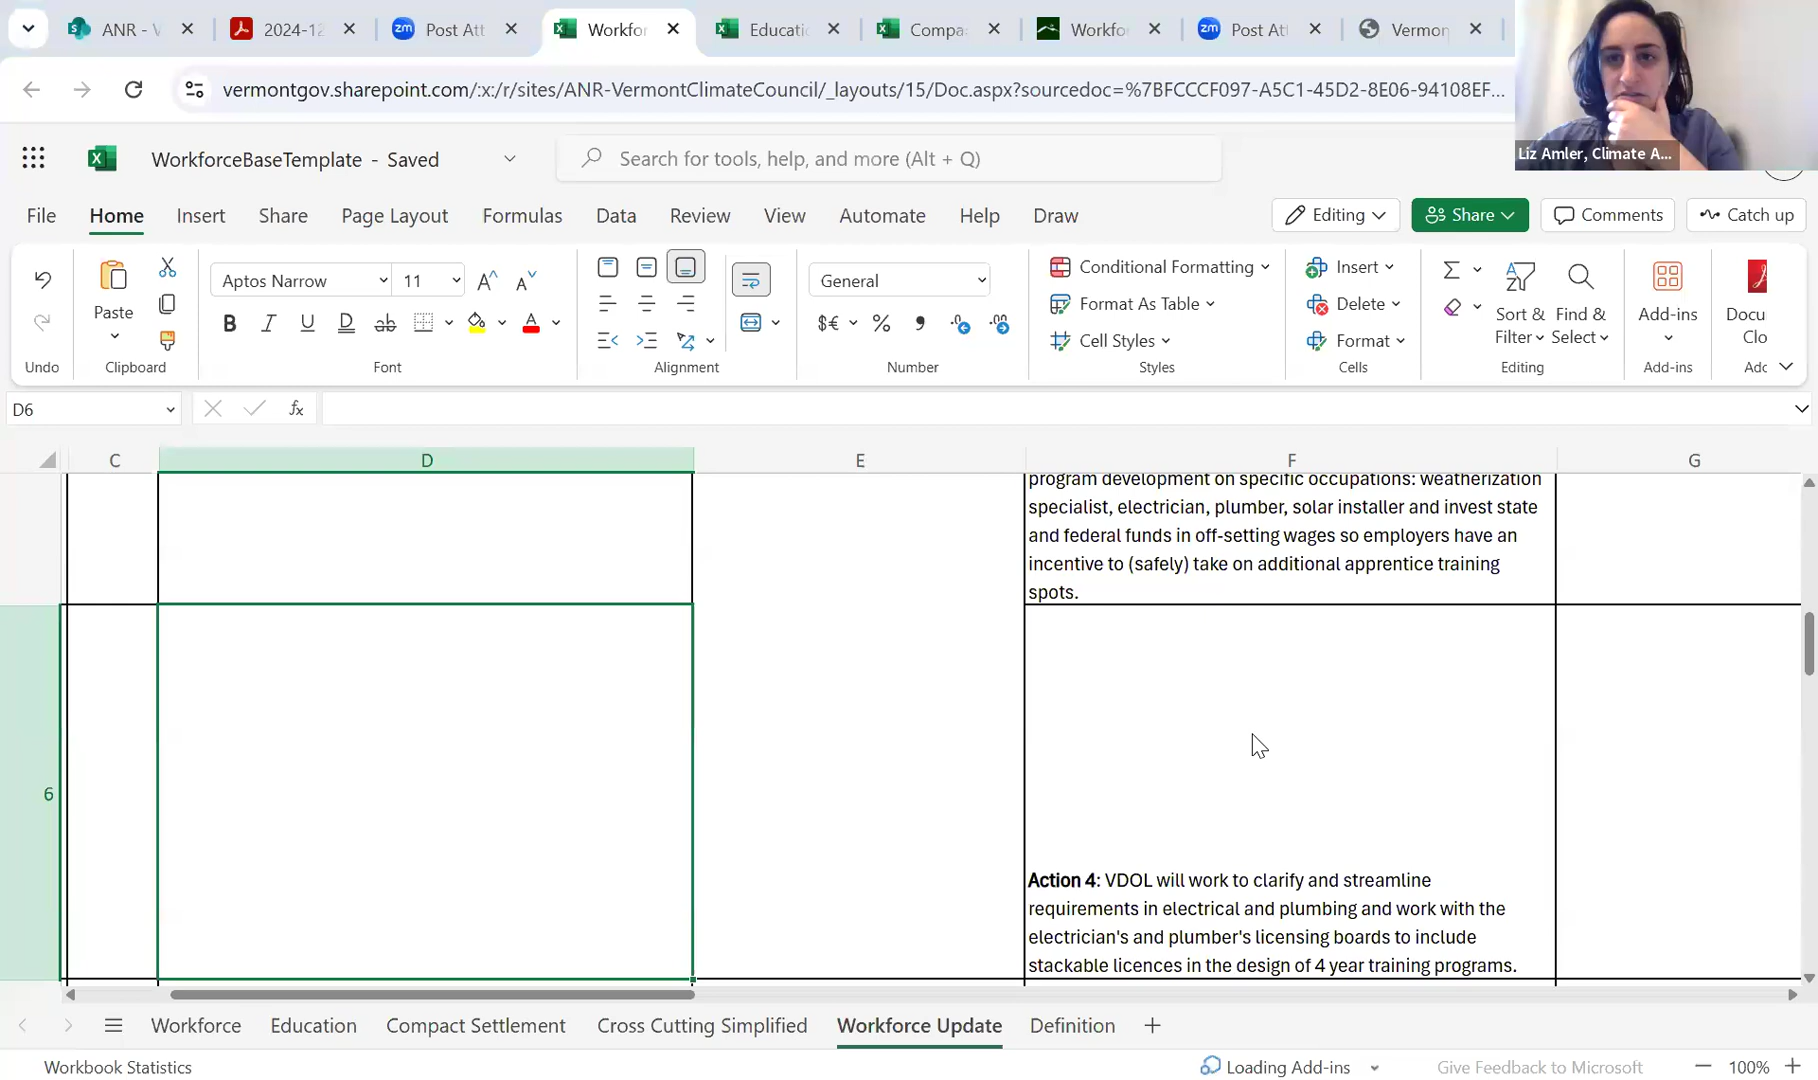 ANR - V
2024-12
Post Att
Workfor
Educatio
Compa
Workfo
Post Att
Vermon
vermontgov.sharepoint.com/:x:/r/sites/ANR-VermontClimateCouncil/_layouts/15/Doc.aspx?sourcedoc=%7BFCCCF097-A5C1-45D2-8E06-94108EF...
Liz Amler, Climate A...
WorkforceBaseTemplate - Saved
Search for tools, help, and more (Alt + Q)
File Home Insert Share Page Layout Formulas Data Review View Automate Help Draw
Editing Share Comments Catch up
Paste
Aptos Narrow 11
General
Conditional Formatting
Format As Table
Cell Styles
Insert
Delete
Format
Sort & Filter
Find & Select
Add-ins
Docu
Clo
Undo Clipboard Font Alignment Number Styles Cells Editing Add-ins Adc
D6
fx
C D E F G
program development on specific occupations: weatherization
specialist, electrician, plumber, solar installer and invest state
and federal funds in off-setting wages so employers have an
incentive to (safely) take on additional apprentice training
spots.
6
Action 4: VDOL will work to clarify and streamline
requirements in electrical and plumbing and work with the
electrician's and plumber's licensing boards to include
stackable licences in the design of 4 year training programs.
Workforce Education Compact Settlement Cross Cutting Simplified Workforce Update Definition
Workbook Statistics
Loading Add-ins
Give Feedback to Microsoft
100%